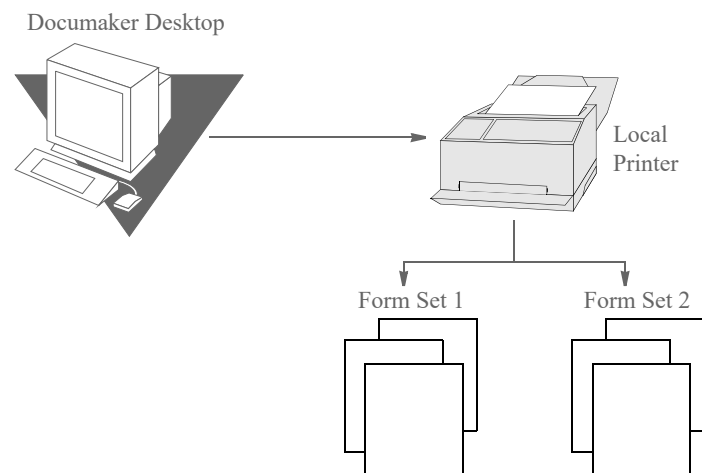 Documaker Desktop
Local
Printer
Form Set 1
Form Set 2